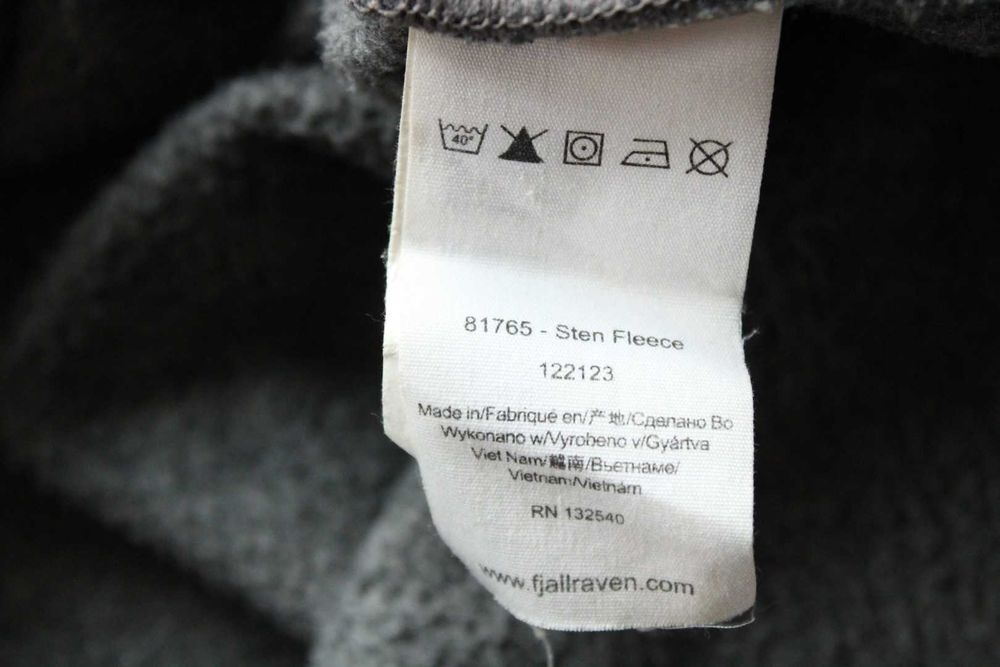 40°
81765 - Sten Fleece
122123
Made in/Fabriqué en/产地/Сделано Во
Wykonano w/Vyrobeno v/Gyártva
Viet Nam/越南/Вьетнаме/
Vietnam/Vietnám
RN 132540
www.fjallraven.com